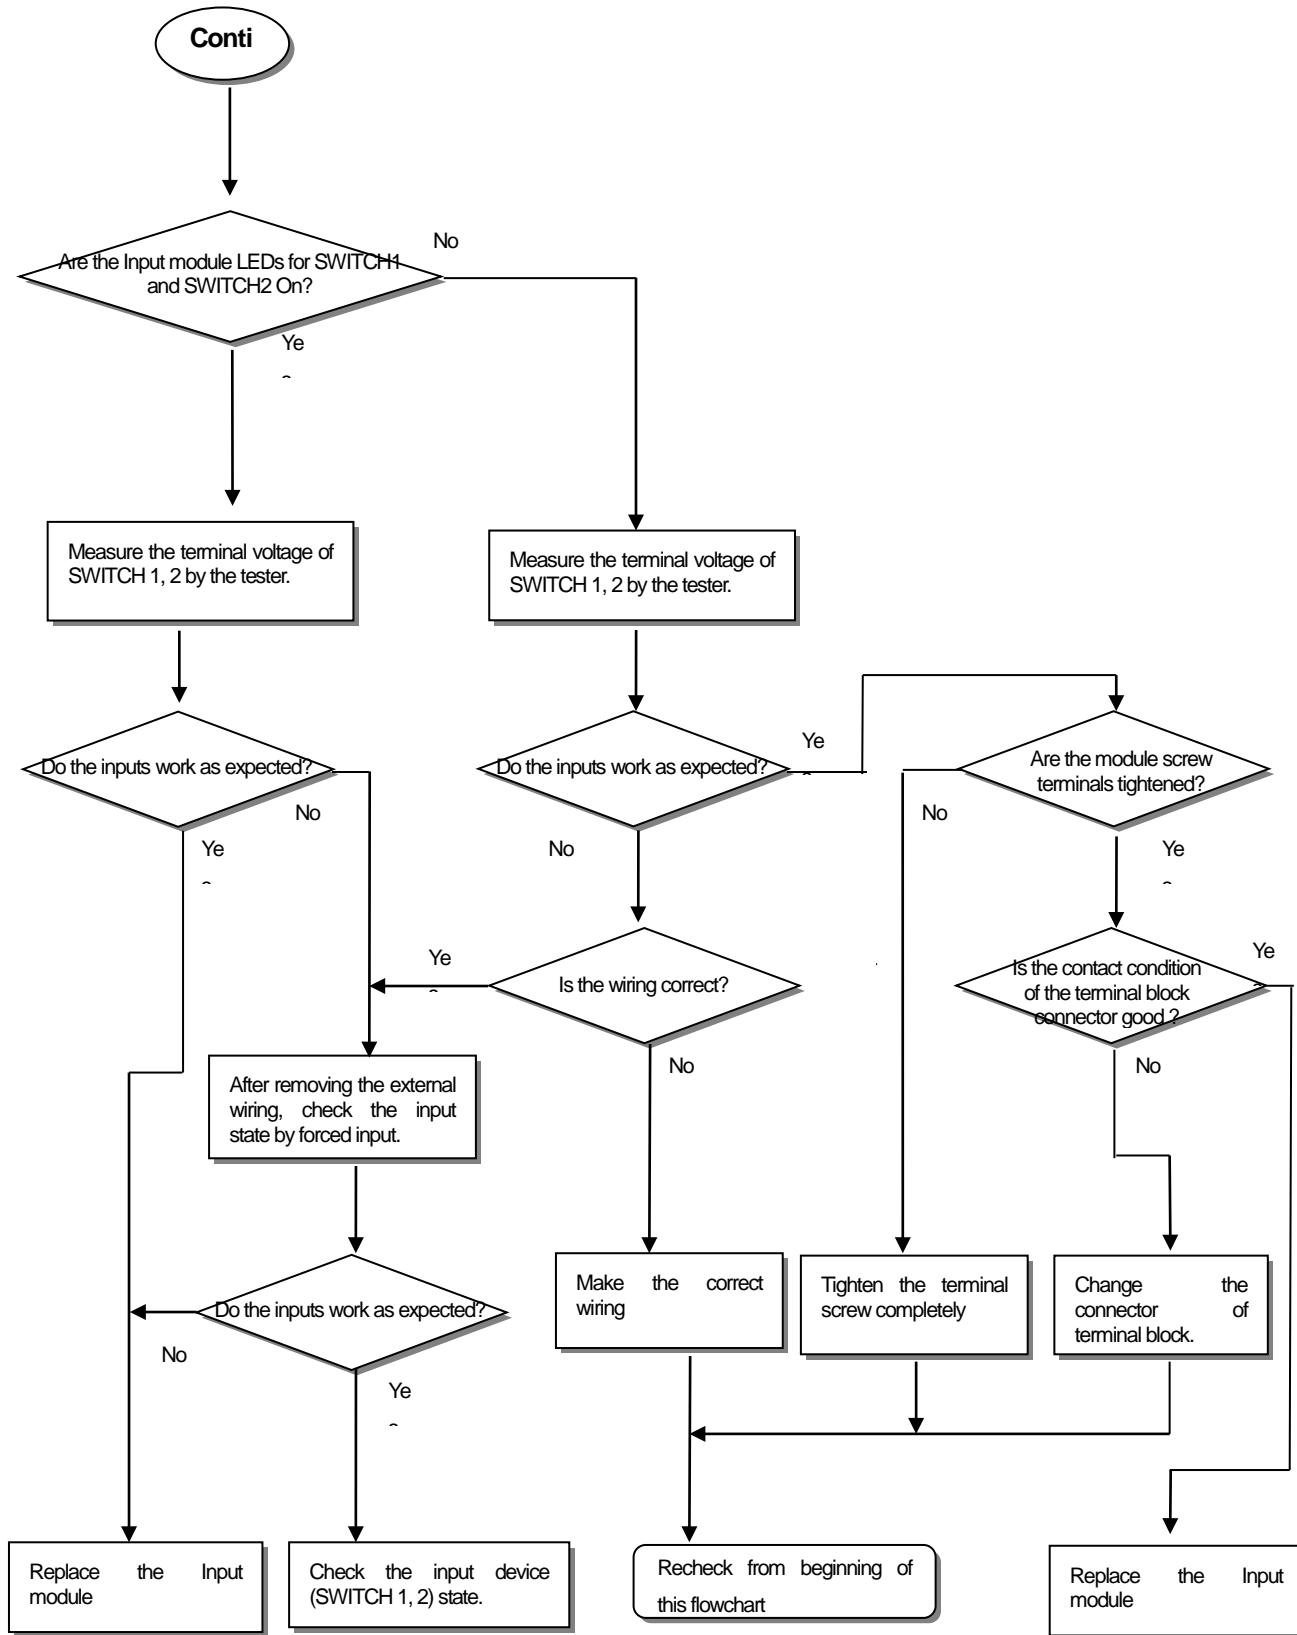 Conti
Are the Input module LEDs for SWITCH1
and SWITCH2 On?
No
Ye
Measure the terminal voltage of
SWITCH 1, 2 by the tester.
Measure the terminal voltage of
SWITCH 1, 2 by the tester.
Do the inputs work as expected?
No
Ye
Do the inputs work as expected?
Ye
No
Are the module screw
terminals tightened?
No
Ye
Is the wiring correct?
Ye
No
Is the contact condition
of the terminal block
connector good ?
Ye
No
After removing the external
wiring, check the input
state by forced input.
Do the inputs work as expected?
No
Ye
Make the correct
wiring
Tighten the terminal
screw completely
Change the
connector of
terminal block.
Replace the Input
module
Check the input device
(SWITCH 1, 2) state.
Recheck from beginning of
this flowchart
Replace the Input
module